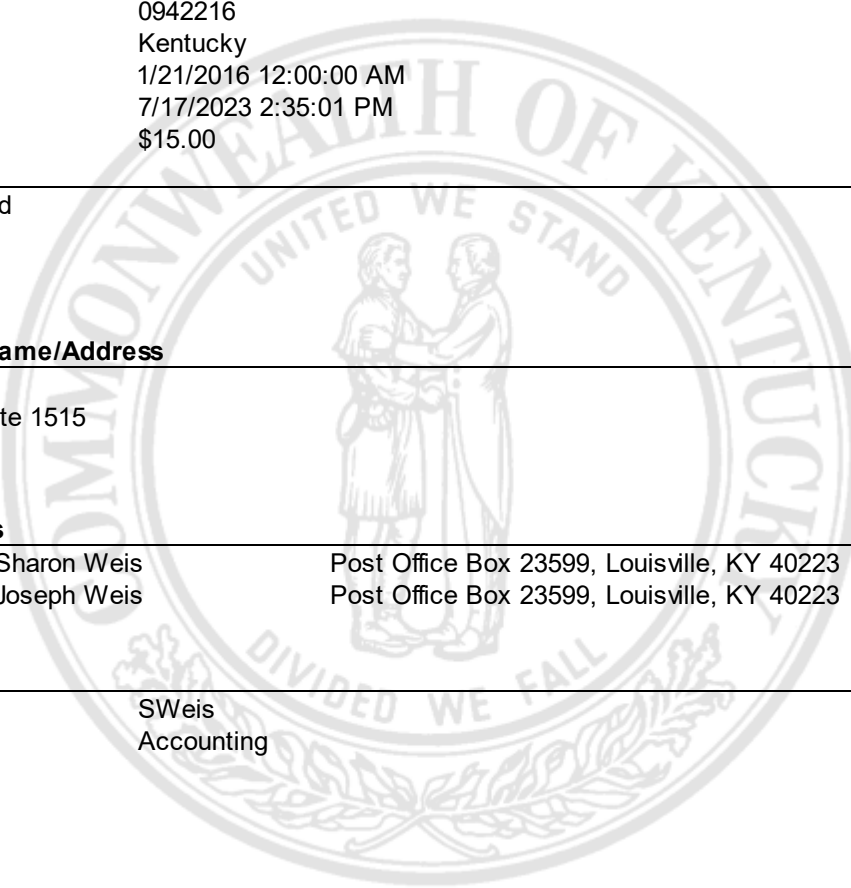 0942216
Kentucky
1/21/2016 12:00:00 AM
7/17/2023 2:35:01 PM
$15.00
d
ame/Address
te 1515
s
Sharon Weis Post Office Box 23599, Louisville, KY 40223
Joseph Weis Post Office Box 23599, Louisville, KY 40223
SWeis
Accounting
COMMONWEALTH OF KENTUCKY
UNITED WE STAND
DIVIDED WE FALL